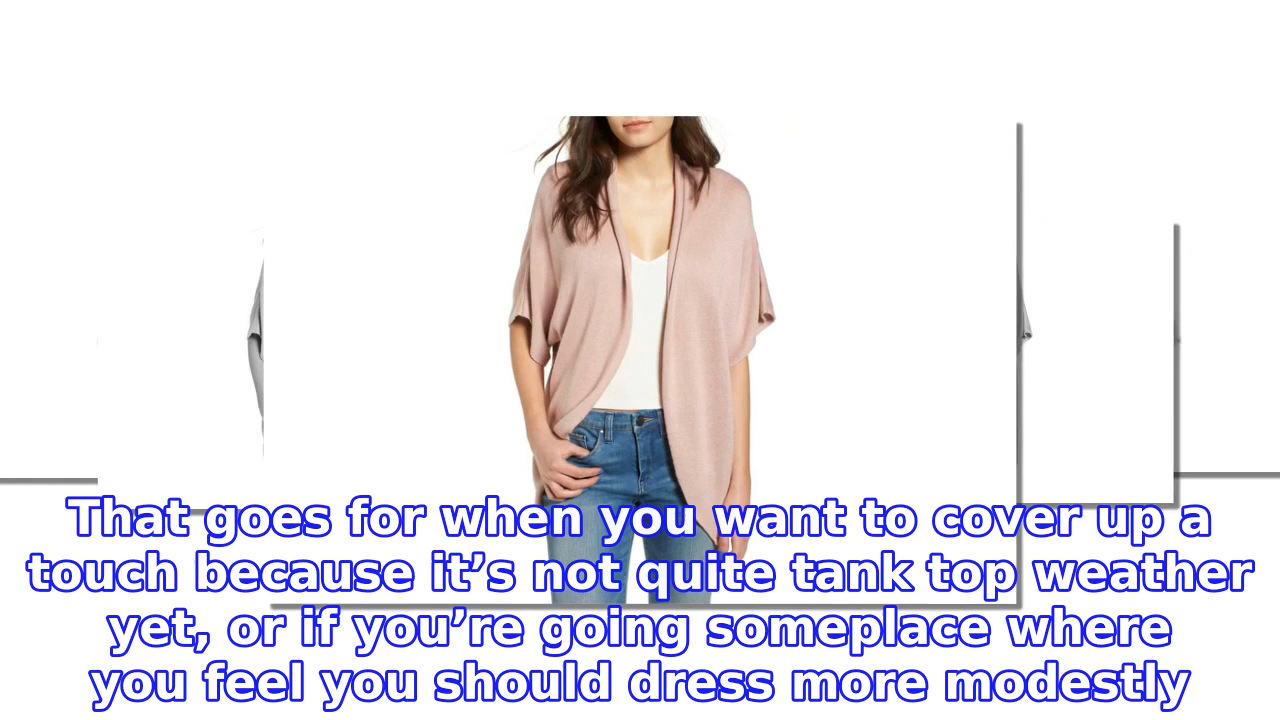 That goes for when you want to cover up a
touch because it’s not quite tank top weather
yet, or if you’re going someplace where
you feel you should dress more modestly